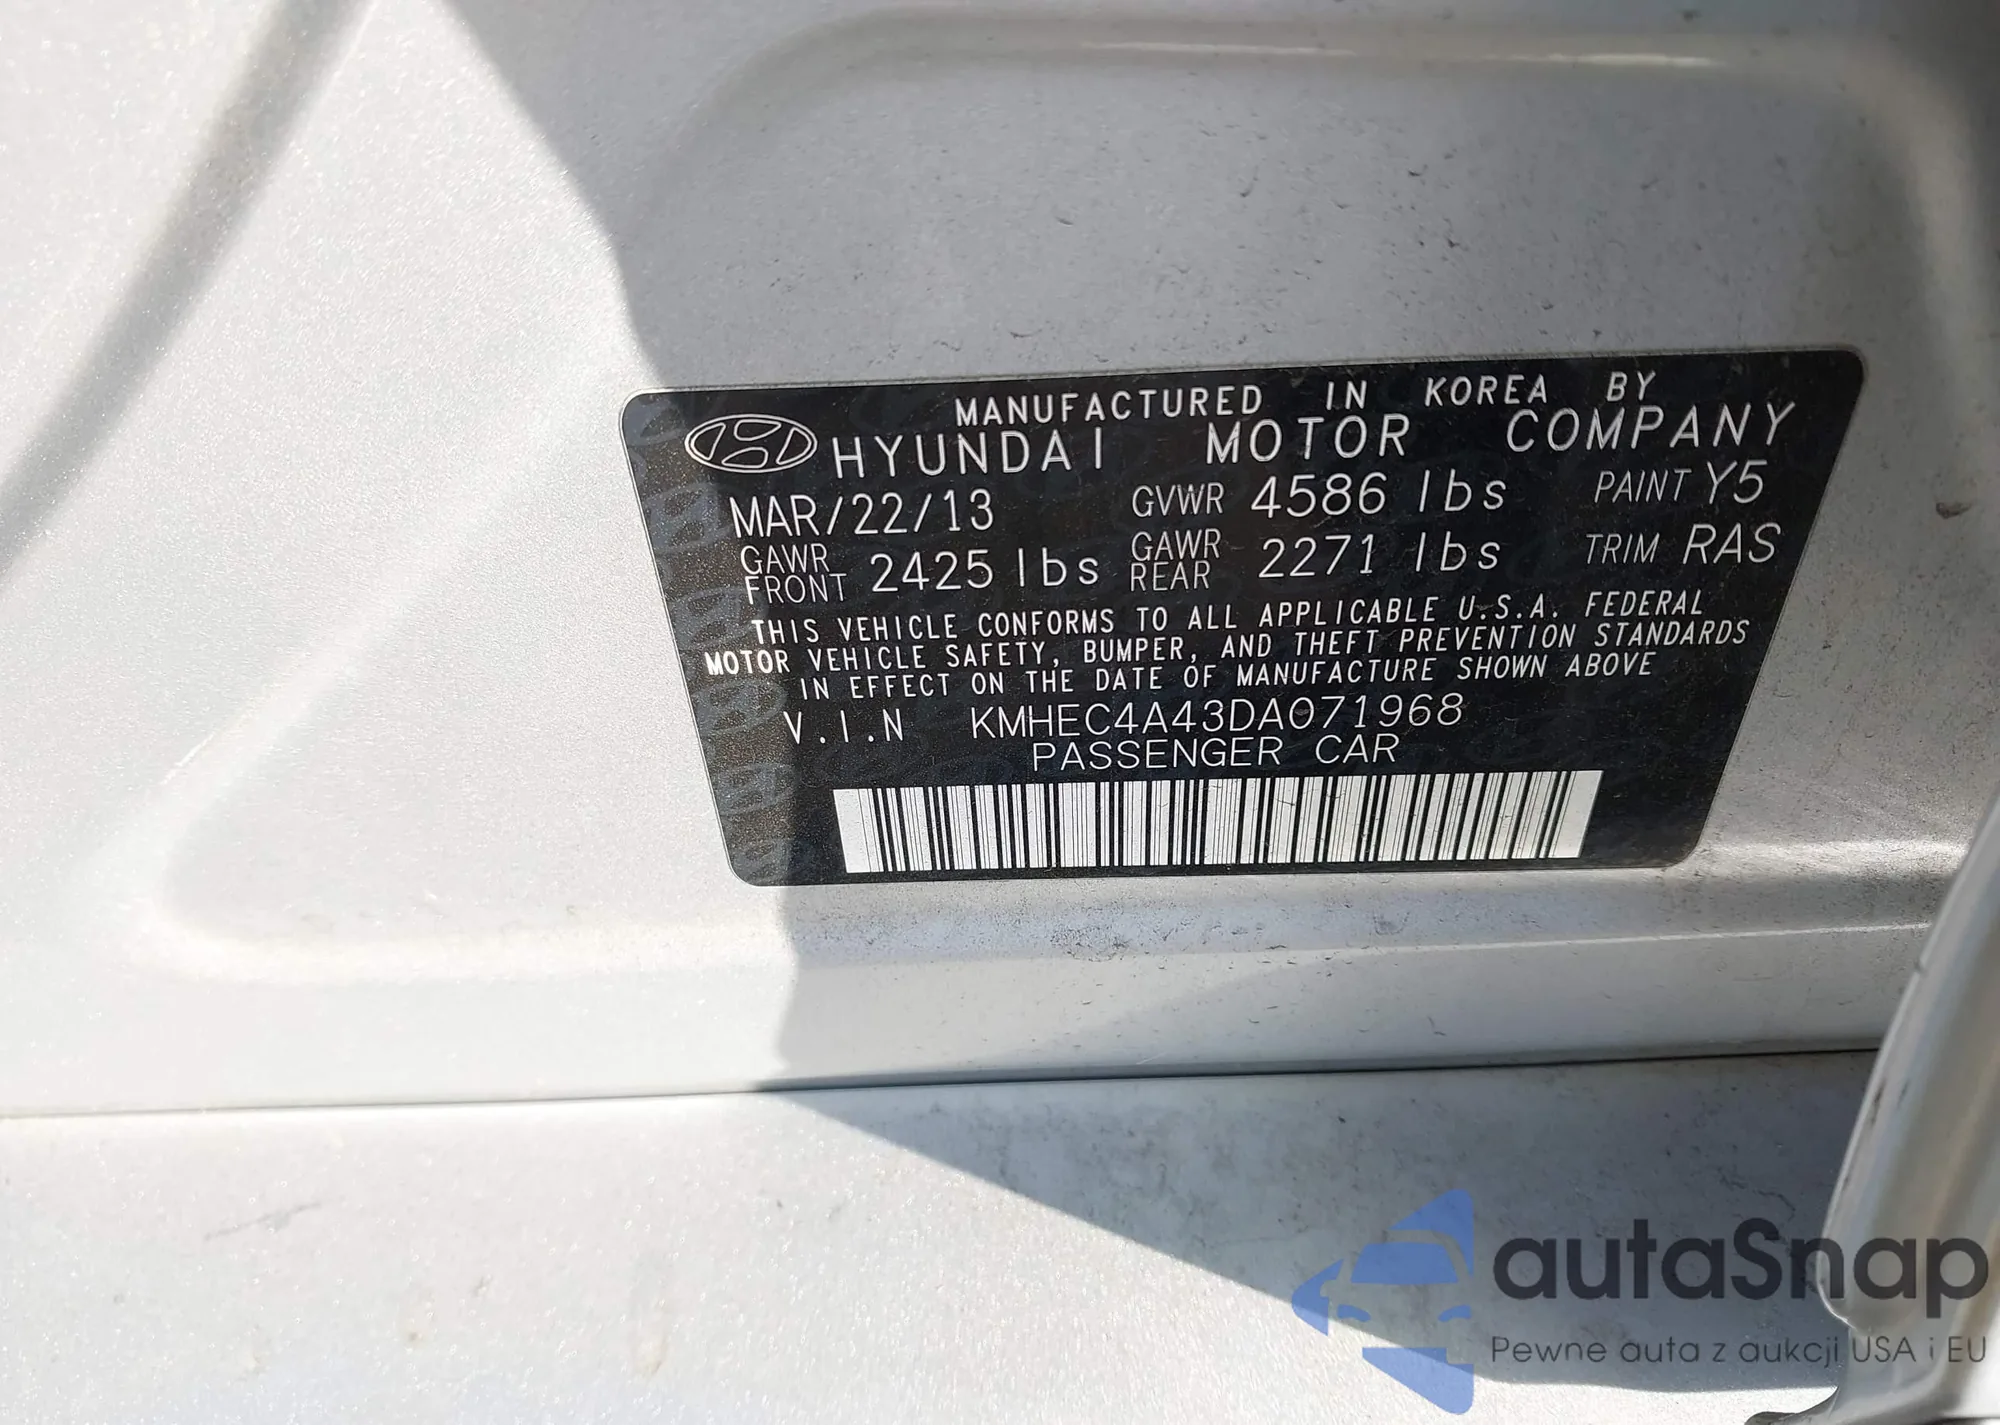 MANUFACTURED IN KOREA BY
HYUNDAI MOTOR COMPANY
MAR/22/13 GVWR 4586 lbs PAINT Y5
GAWR FRONT 2425 lbs GAWR REAR 2271 lbs TRIM RAS
THIS VEHICLE CONFORMS TO ALL APPLICABLE U.S.A. FEDERAL
MOTOR VEHICLE SAFETY, BUMPER, AND THEFT PREVENTION STANDARDS
IN EFFECT ON THE DATE OF MANUFACTURE SHOWN ABOVE
V.I.N KMHEC4A43DA071968
PASSENGER CAR
autaSnap
Pewne auta z aukcji USA i EU